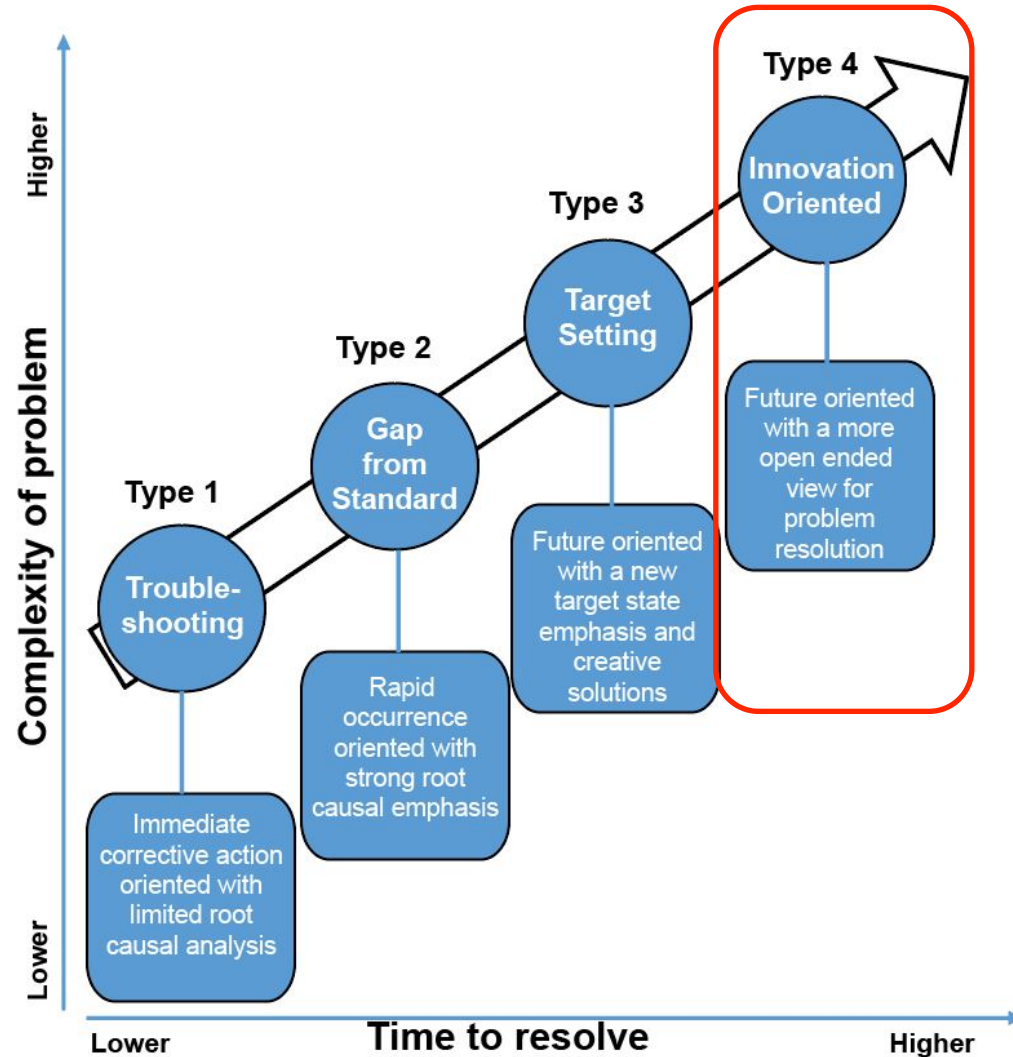 Type 4
Higher
Innovation
Oriented
Type 3
Target
Setting
Type 2
Gap
from
Standard
Type 1
Trouble-
shooting
Complexity of problem
Future oriented
with a more
open ended
view for
problem
resolution
Future oriented
with a new
target state
emphasis and
creative
solutions
Rapid
occurrence
oriented with
strong root
causal emphasis
Immediate
corrective action
oriented with
limited root
causal analysis
Lower
Lower
Time to resolve
Higher